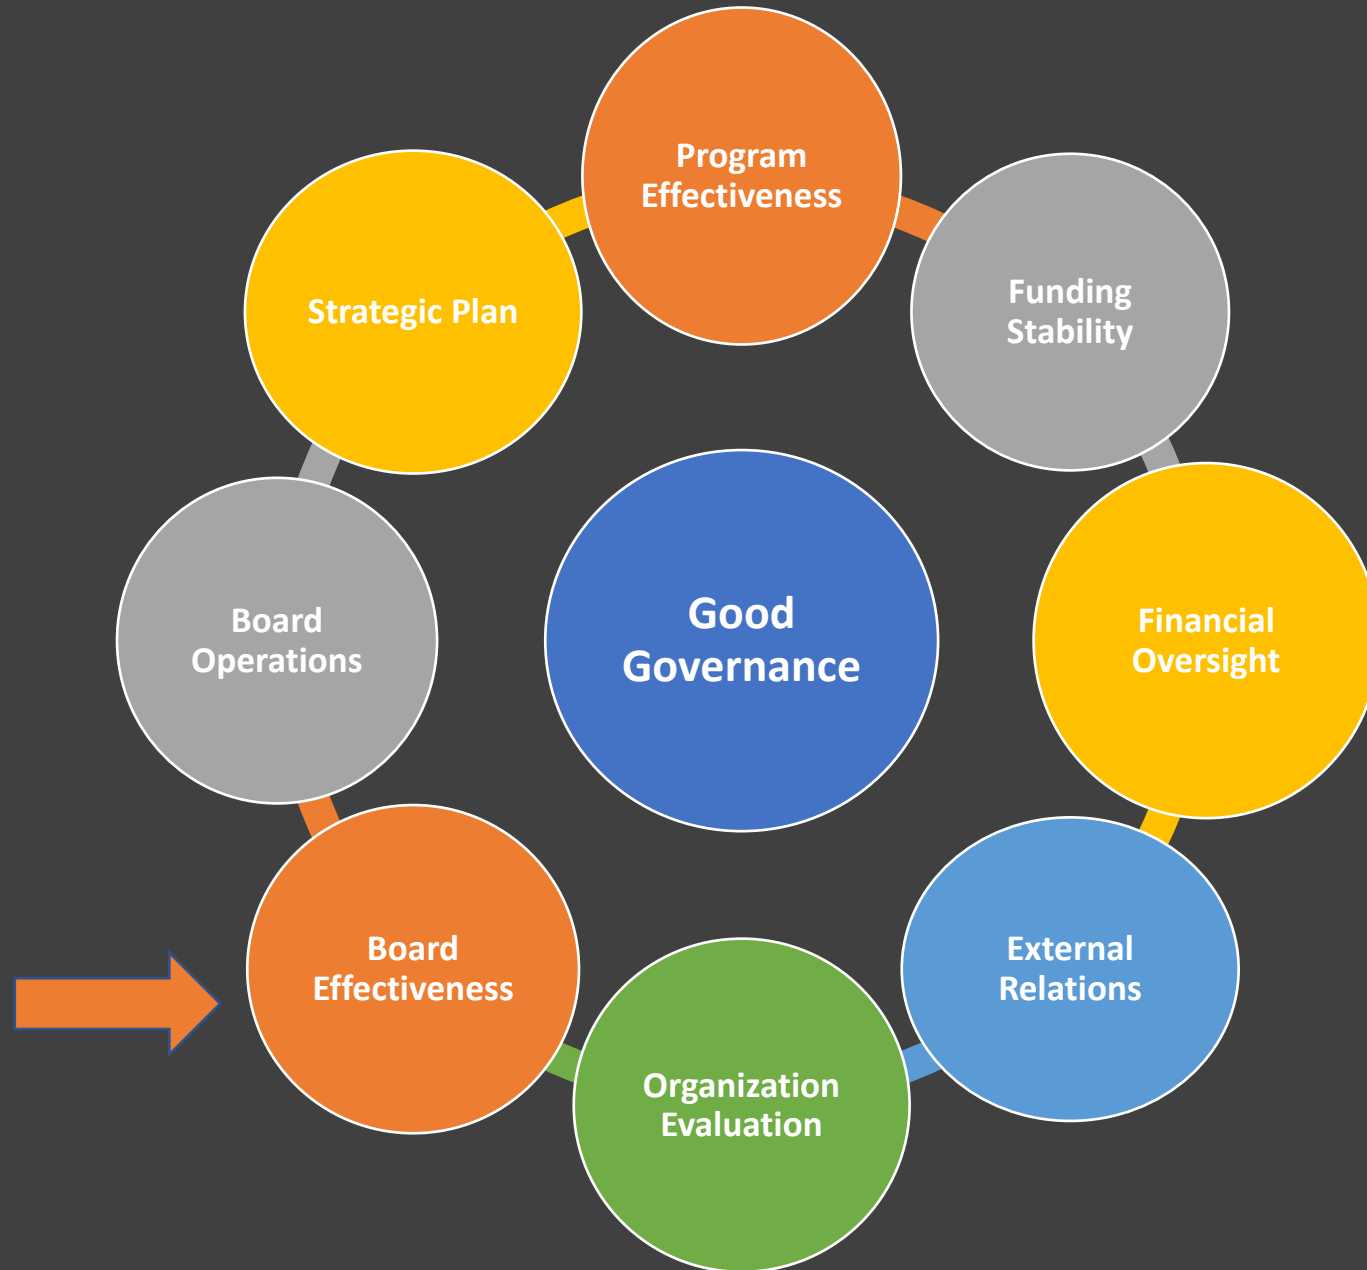 Program
Effectiveness
Funding
Stability
Strategic Plan
Good
Governance
Board
Operations
Financial
Oversight
Board
Effectiveness
External
Relations
Organization
Evaluation